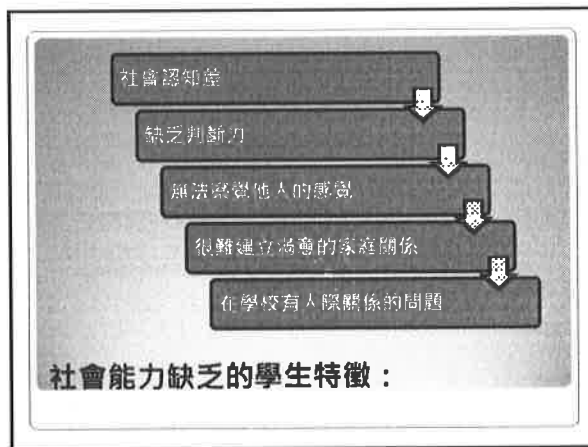 社會認知差
缺乏判斷力
無法察覺他人的感覺
很難建立滿意的家庭關係
在學校有人際關係的問題
社會能力缺乏的學生特徵：